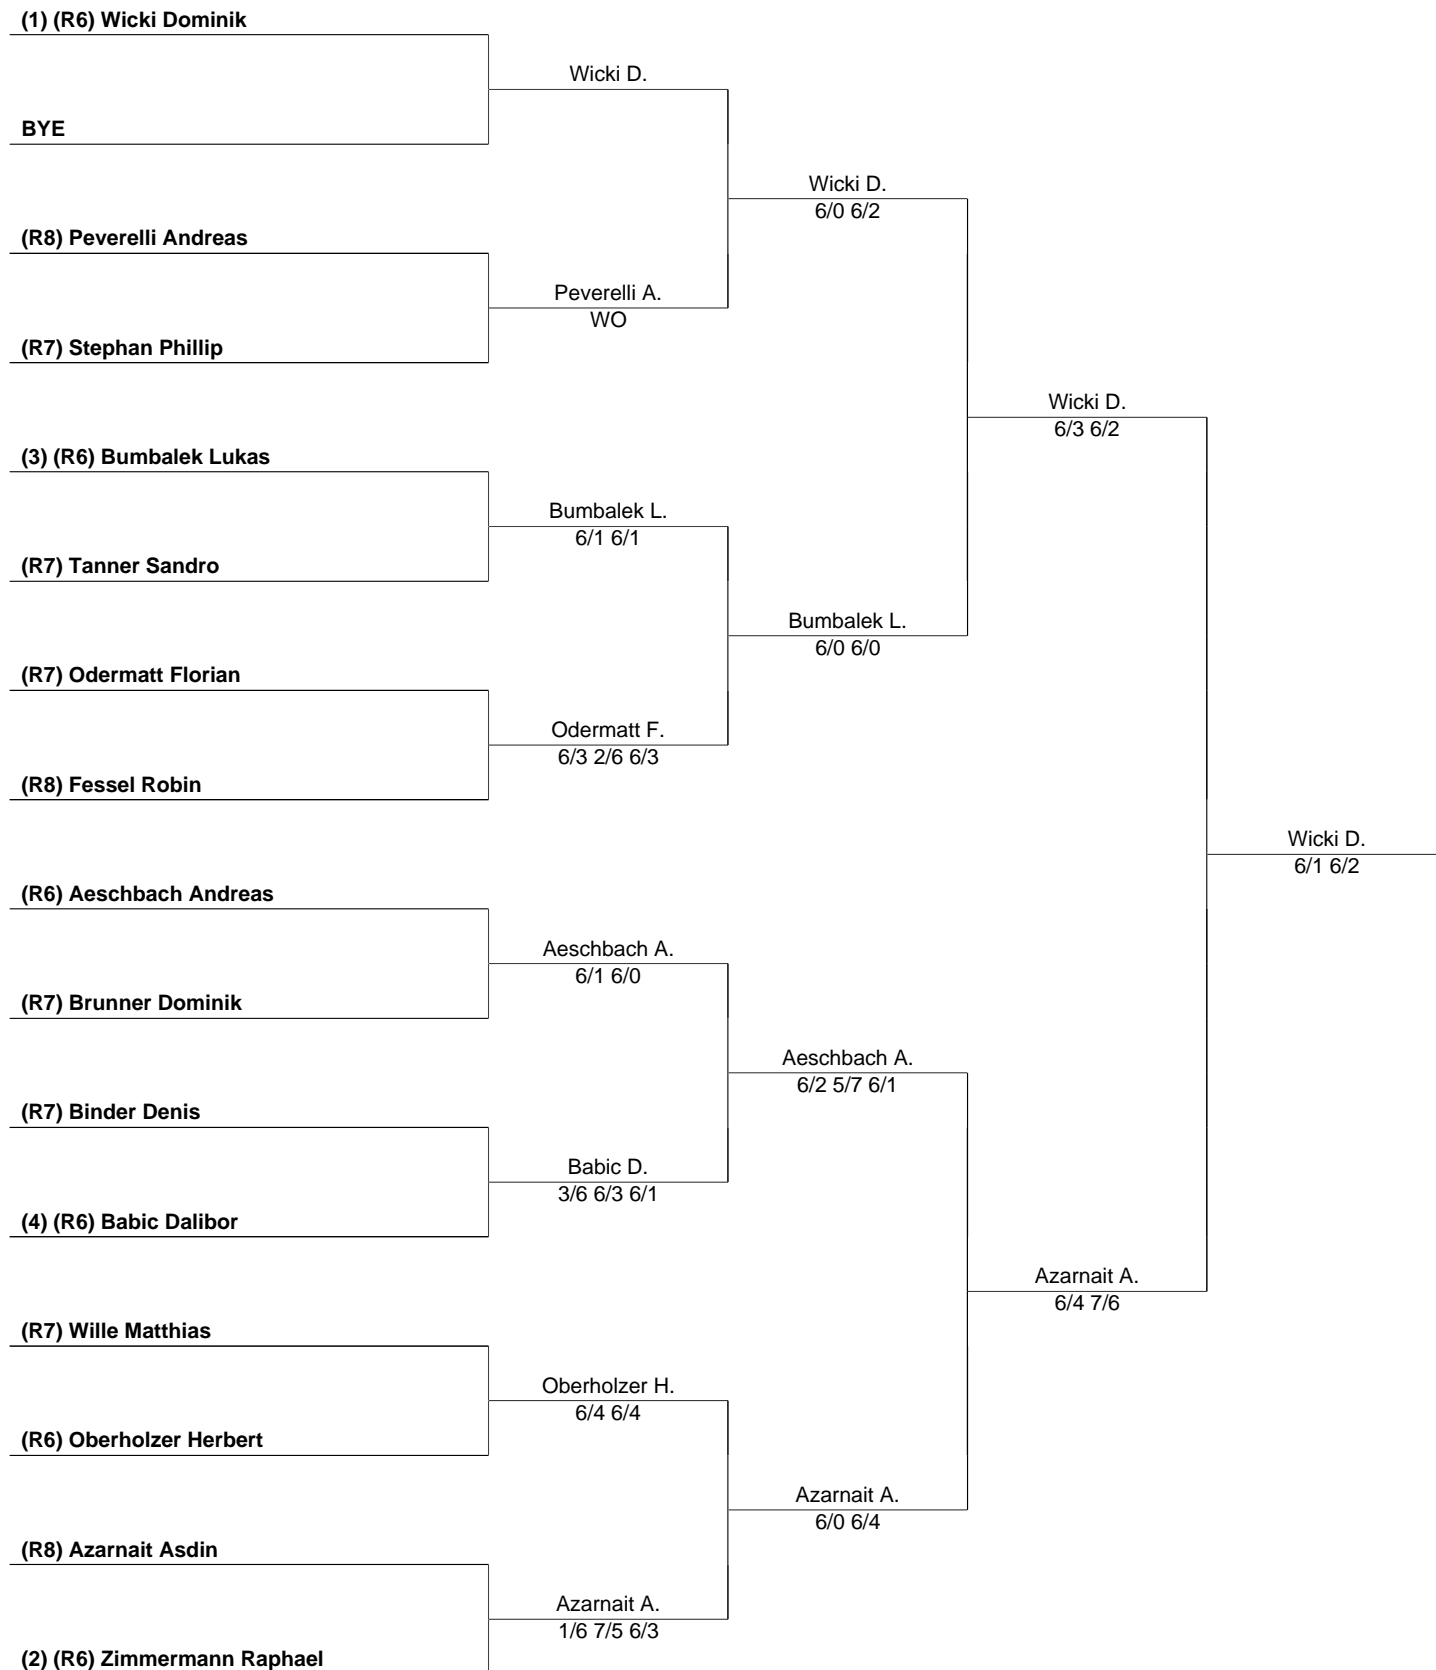 (1) (R6) Wicki Dominik
Wicki D.
BYE
Wicki D.
6/0 6/2
(R8) Peverelli Andreas
Peverelli A.
WO
(R7) Stephan Phillip
Wicki D.
6/3 6/2
(3) (R6) Bumbalek Lukas
Bumbalek L.
6/1 6/1
(R7) Tanner Sandro
Bumbalek L.
6/0 6/0
(R7) Odermatt Florian
Odermatt F.
6/3 2/6 6/3
(R8) Fessel Robin
Wicki D.
6/1 6/2
(R6) Aeschbach Andreas
Aeschbach A.
6/1 6/0
(R7) Brunner Dominik
Aeschbach A.
6/2 5/7 6/1
(R7) Binder Denis
Babic D.
3/6 6/3 6/1
(4) (R6) Babic Dalibor
Azarnait A.
6/4 7/6
(R7) Wille Matthias
Oberholzer H.
6/4 6/4
(R6) Oberholzer Herbert
Azarnait A.
6/0 6/4
(R8) Azarnait Asdin
Azarnait A.
1/6 7/5 6/3
(2) (R6) Zimmermann Raphael